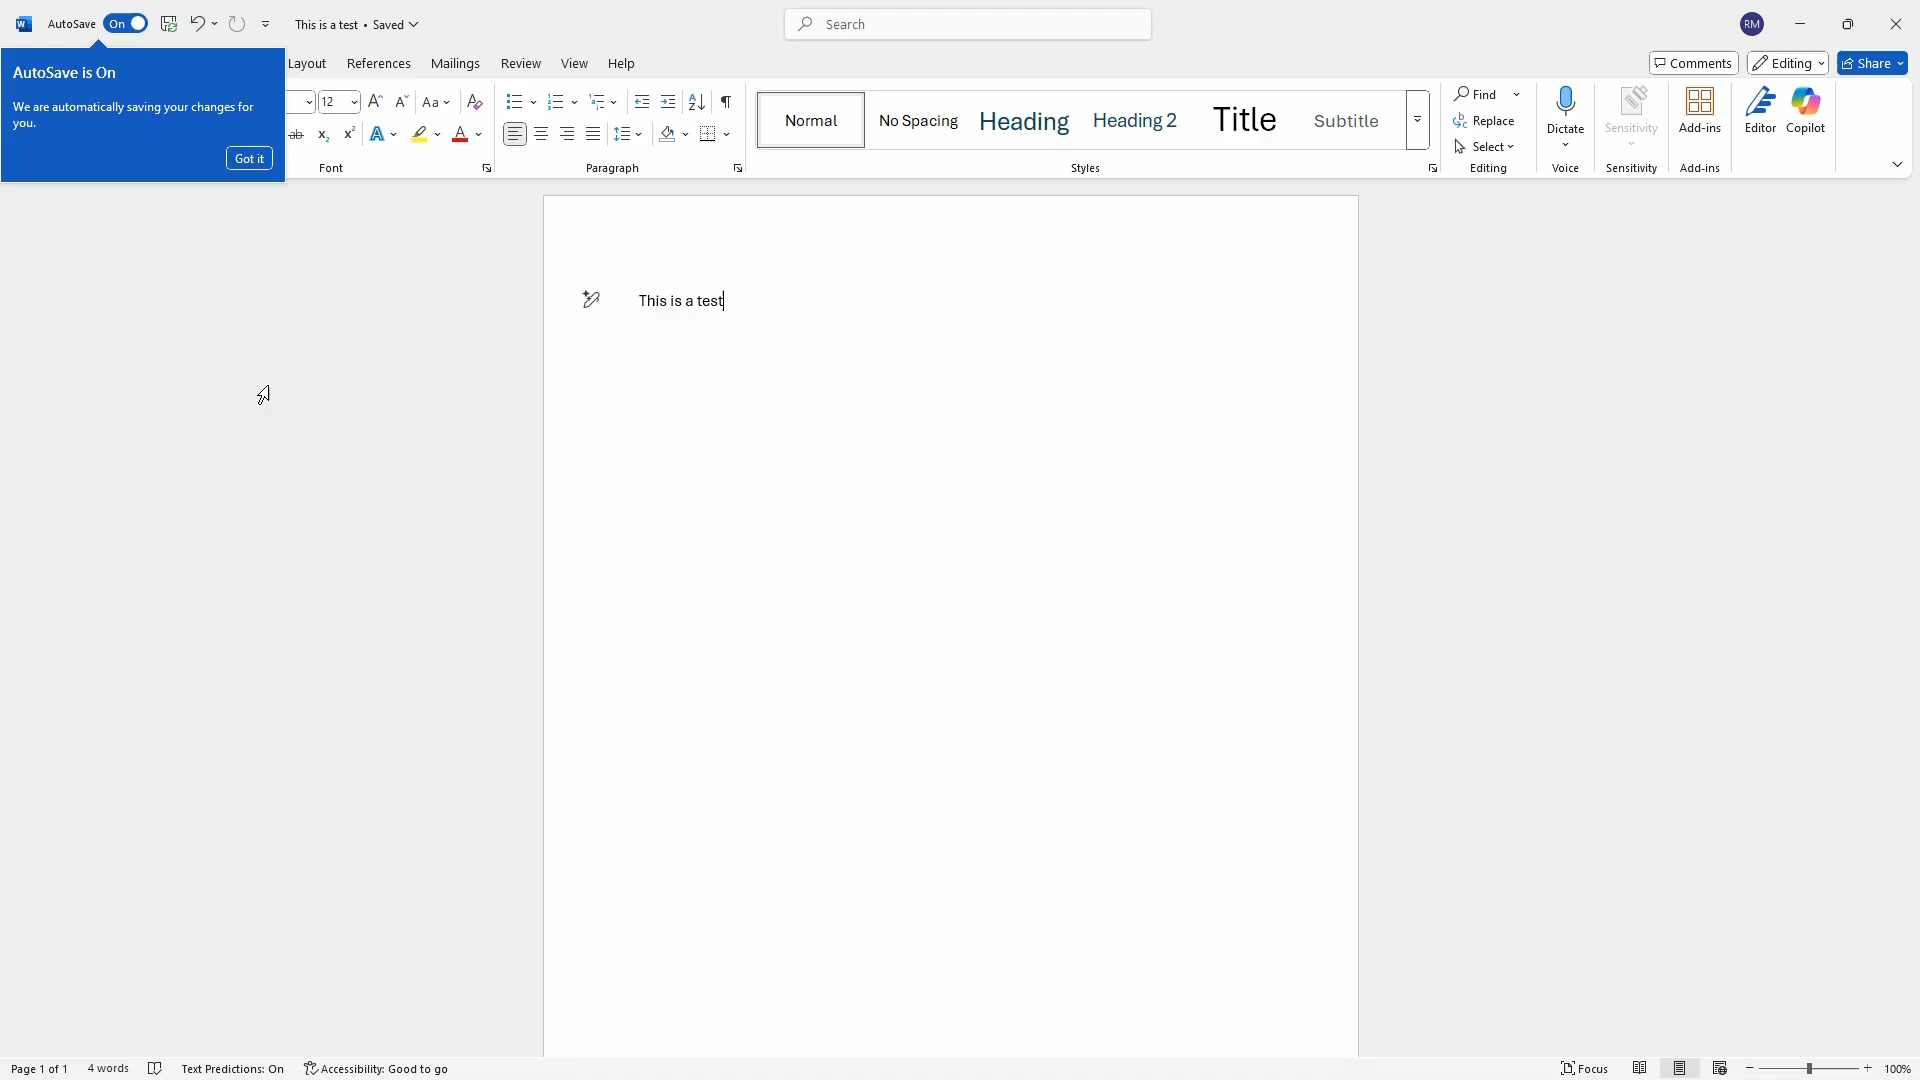 W AutoSave On This is a test • Saved Search RM
AutoSave is On
We are automatically saving your changes for
you.
Got it
Layout References Mailings Review View Help Comments Editing Share
12 Aa
Normal No Spacing Heading Heading 2 Title Subtitle
Find
Replace
Select
Dictate Sensitivity Add-ins Editor Copilot
Font Paragraph Styles Editing Voice Sensitivity Add-ins
This is a test
Page 1 of 1 4 words Text Predictions: On Accessibility: Good to go Focus 100%